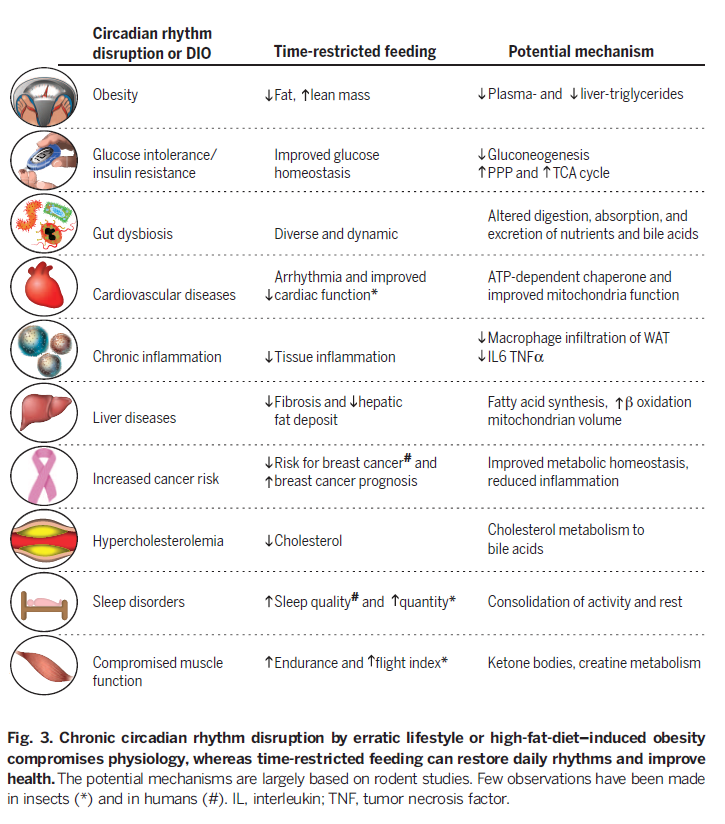 Circadian rhythm
disruption or DIO
Time-restricted feeding
Potential mechanism
Obesity
↓Fat, ↑lean mass
↓Plasma- and ↓liver-triglycerides
Glucose intolerance/
insulin resistance
Improved glucose
homeostasis
↓Gluconeogenesis
↑PPP and ↑TCA cycle
Gut dysbiosis
Diverse and dynamic
Altered digestion, absorption, and
excretion of nutrients and bile acids
Cardiovascular diseases
Arrhythmia and improved
↓cardiac function*
ATP-dependent chaperone and
improved mitochondria function
Chronic inflammation
↓Tissue inflammation
↓Macrophage infiltration of WAT
↓IL6 TNFα
Liver diseases
↓Fibrosis and ↓hepatic
fat deposit
Fatty acid synthesis, ↑β oxidation
mitochondrian volume
Increased cancer risk
↓Risk for breast cancer# and
↑breast cancer prognosis
Improved metabolic homeostasis,
reduced inflammation
Hypercholesterolemia
↓Cholesterol
Cholesterol metabolism to
bile acids
Sleep disorders
↑Sleep quality# and ↑quantity*
Consolidation of activity and rest
Compromised muscle
function
↑Endurance and ↑flight index*
Ketone bodies, creatine metabolism
Fig. 3. Chronic circadian rhythm disruption by erratic lifestyle or high-fat-diet–induced obesity
compromises physiology, whereas time-restricted feeding can restore daily rhythms and improve
health. The potential mechanisms are largely based on rodent studies. Few observations have been made
in insects (*) and in humans (#). IL, interleukin; TNF, tumor necrosis factor.